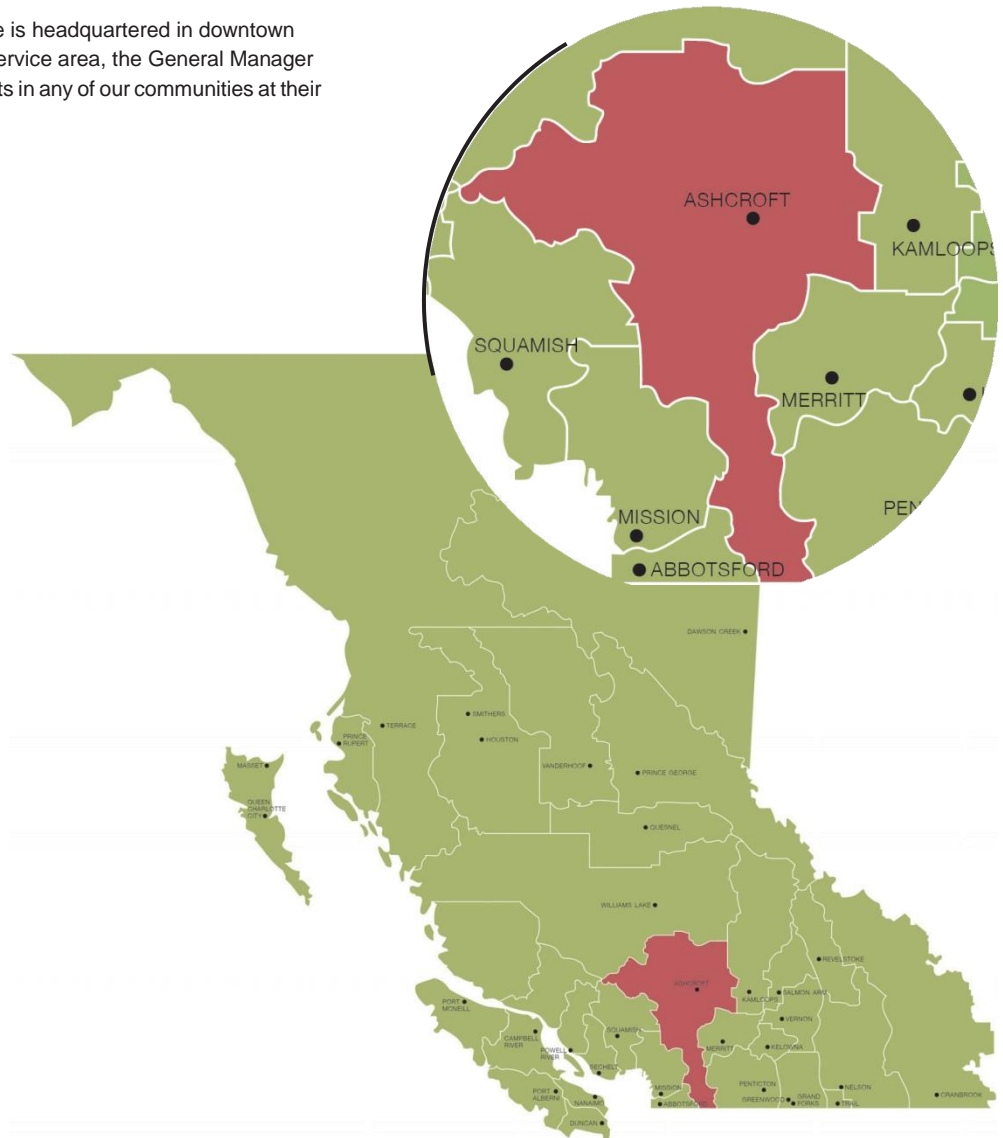 e is headquartered in downtown
ervice area, the General Manager
ts in any of our communities at their
ASHCROFT
KAMLOOPS
SQUAMISH
MERRITT
PEN
MISSION
ABBOTSFORD
DAWSON CREEK
SMITHERS
TERRACE
PRINCE
RUPERT
HOUSTON
MASSET
VANDERHOOF
PRINCE GEORGE
QUEEN
CHARLOTTE
CITY
QUESNEL
WILLIAMS LAKE
REVELSTOKE
ASHCROFT
KAMLOOPS
SALMON ARM
PORT
MCNEILL
VERNON
CAMPBELL
RIVER
SQUAMISH
MERRITT
KELOWNA
POWELL
RIVER
SECHELT
PORT
ALBERNI
NANAIMO
MISSION
PENTICTON
NELSON
GREENWOOD
GRAND
FORKS
TRAIL
CRANBROOK
ABBOTSFORD
DUNCAN